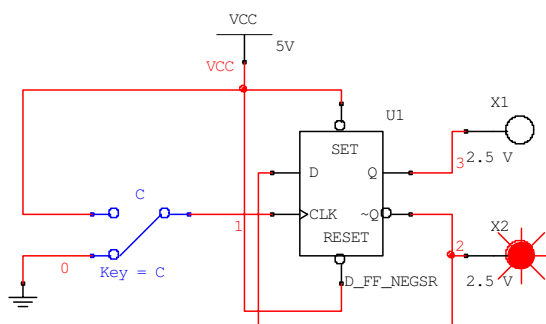 VCC
5V
VCC
X1
U1
SET
D
Q
3
2.5 V
C
1
CLK
~Q
RESET
2
X2
0
Key = C
D_FF_NEGSR
2.5 V